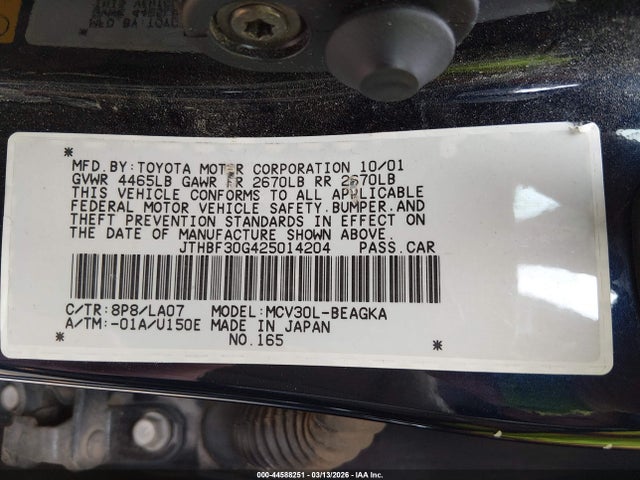 MFD.BY:TOYOTA MOTOR CORPORATION 10/01
GVWR 4465LB GAWR FR 2670LB RR 2670LB
THIS VEHICLE CONFORMS TO ALL APPLICABLE
FEDERAL MOTOR VEHICLE SAFETY,BUMPER,AND
THEFT PREVENTION STANDARDS IN EFFECT ON
THE DATE OF MANUFACTURE SHOWN ABOVE.
JTHBF30G425014204 PASS.CAR
C/TR:8P8/LA07 MODEL:MCV30L-BEAGKA
A/TM:-01A/U150E MADE IN JAPAN
NO.165
000-44588251 | 03/13/2026 | IAA Inc.